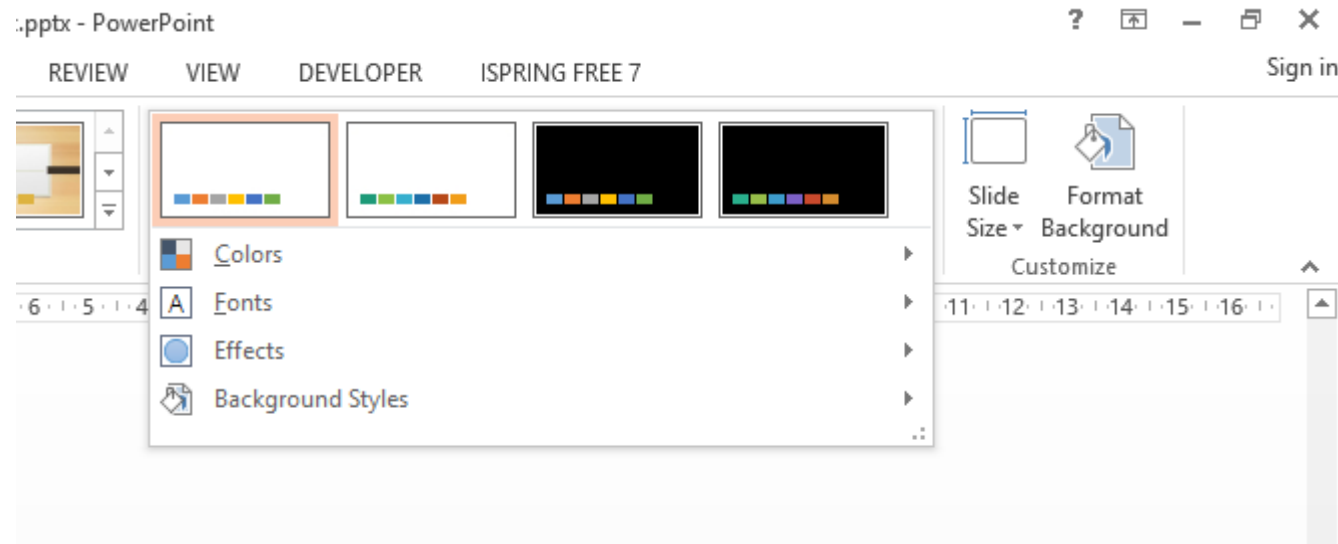 :.pptx - PowerPoint
?
REVIEW VIEW DEVELOPER ISPRING FREE 7
Sign in
Slide Size
Format Background
Customize
Colors
A Fonts
Effects
Background Styles
6 5 4
11 12 13 14 15 16